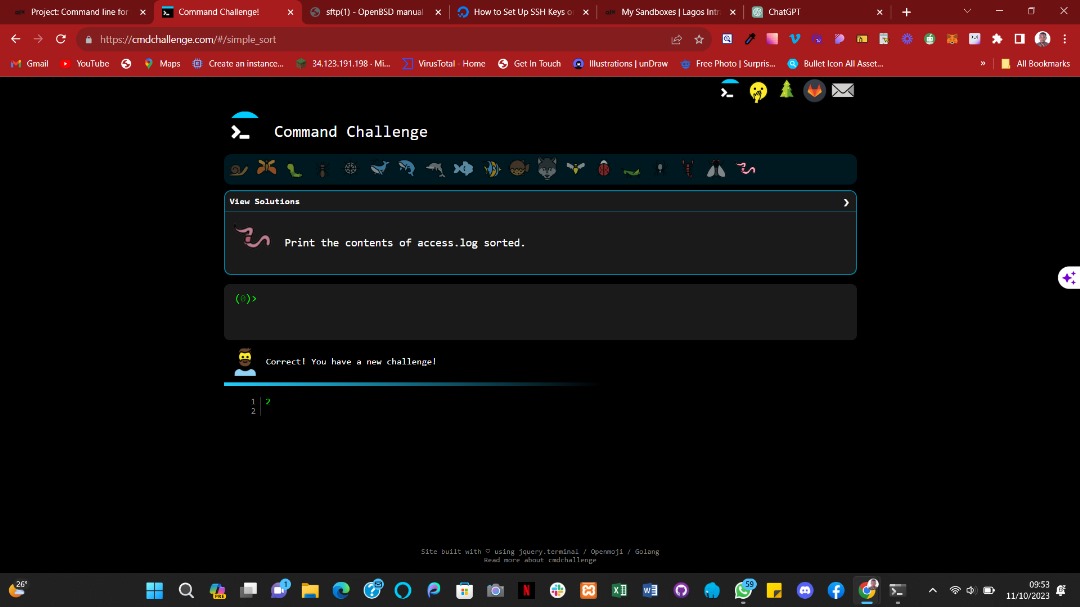 Project: Command line for
Command Challenge!
sftp(1) - OpenBSD manual
How to Set Up SSH Keys o
My Sandboxes | Lagos Intr
ChatGPT
https://cmdchallenge.com/#/simple_sort
Gmail
YouTube
Maps
Create an instance...
34.123.191.198 - Mi...
VirusTotal - Home
Get In Touch
Illustrations | unDraw
Free Photo | Surpris...
Bullet Icon All Asset...
»
All Bookmarks
Command Challenge
View Solutions
Print the contents of access.log sorted.
(0)>
Correct! You have a new challenge!
1 2
2
Site built with ♡ using jquery.terminal / Openmoji / Golang
Read more about cmdchallenge
26°
59
09:53
11/10/2023